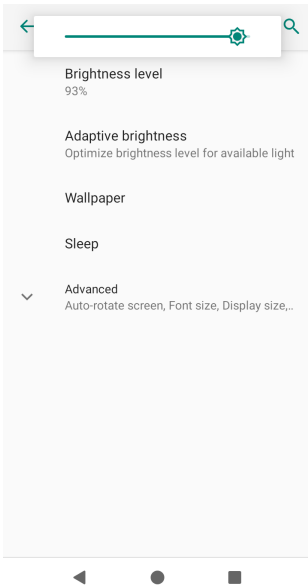 Brightness level
93%
Adaptive brightness
Optimize brightness level for available light
Wallpaper
Sleep
Advanced
Auto-rotate screen, Font size, Display size,..